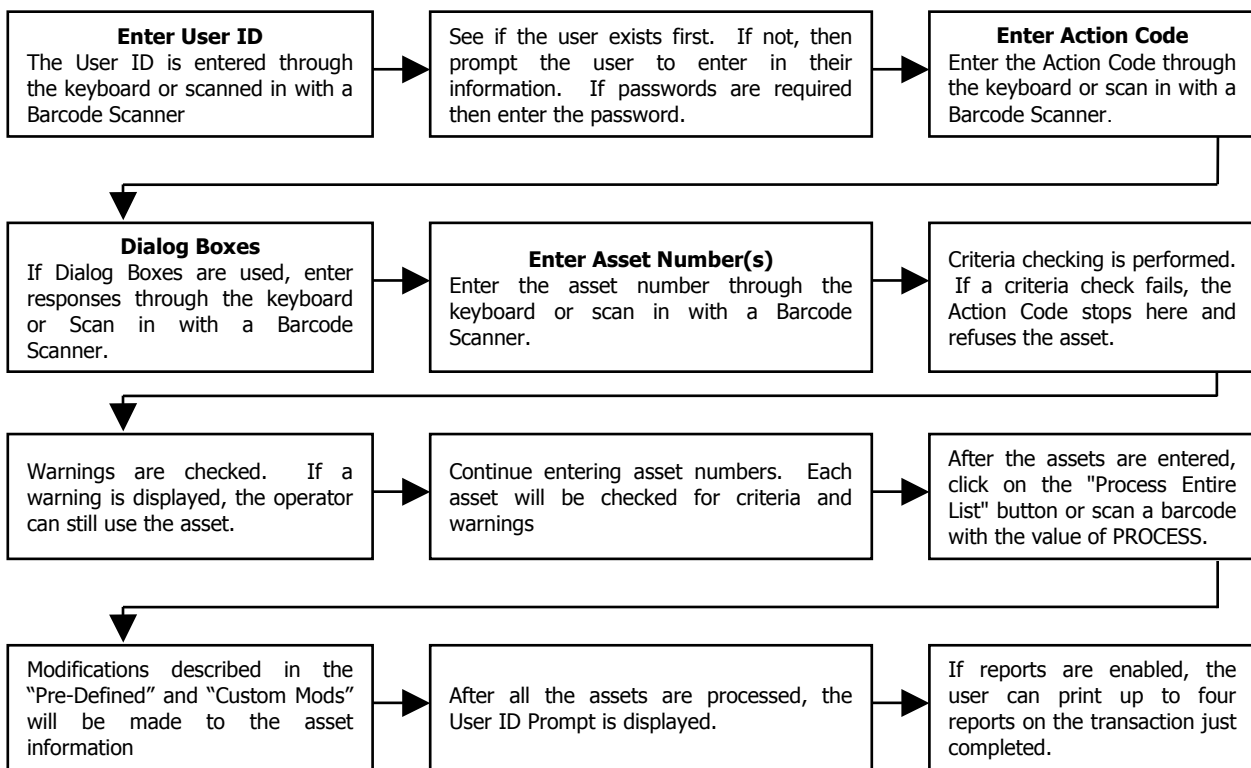 Enter User ID
The User ID is entered through
the keyboard or scanned in with a
Barcode Scanner
See if the user exists first. If not, then
prompt the user to enter in their
information. If passwords are required
then enter the password.
Enter Action Code
Enter the Action Code through
the keyboard or scan in with a
Barcode Scanner.
Dialog Boxes
If Dialog Boxes are used, enter
responses through the keyboard
or Scan in with a Barcode
Scanner.
Enter Asset Number(s)
Enter the asset number through the
keyboard or scan in with a Barcode
Scanner.
Criteria checking is performed.
If a criteria check fails, the
Action Code stops here and
refuses the asset.
Warnings are checked. If a
warning is displayed, the operator
can still use the asset.
Continue entering asset numbers. Each
asset will be checked for criteria and
warnings
After the assets are entered,
click on the "Process Entire
List" button or scan a barcode
with the value of PROCESS.
Modifications described in the
“Pre-Defined” and “Custom Mods”
will be made to the asset
information
After all the assets are processed, the
User ID Prompt is displayed.
If reports are enabled, the
user can print up to four
reports on the transaction just
completed.